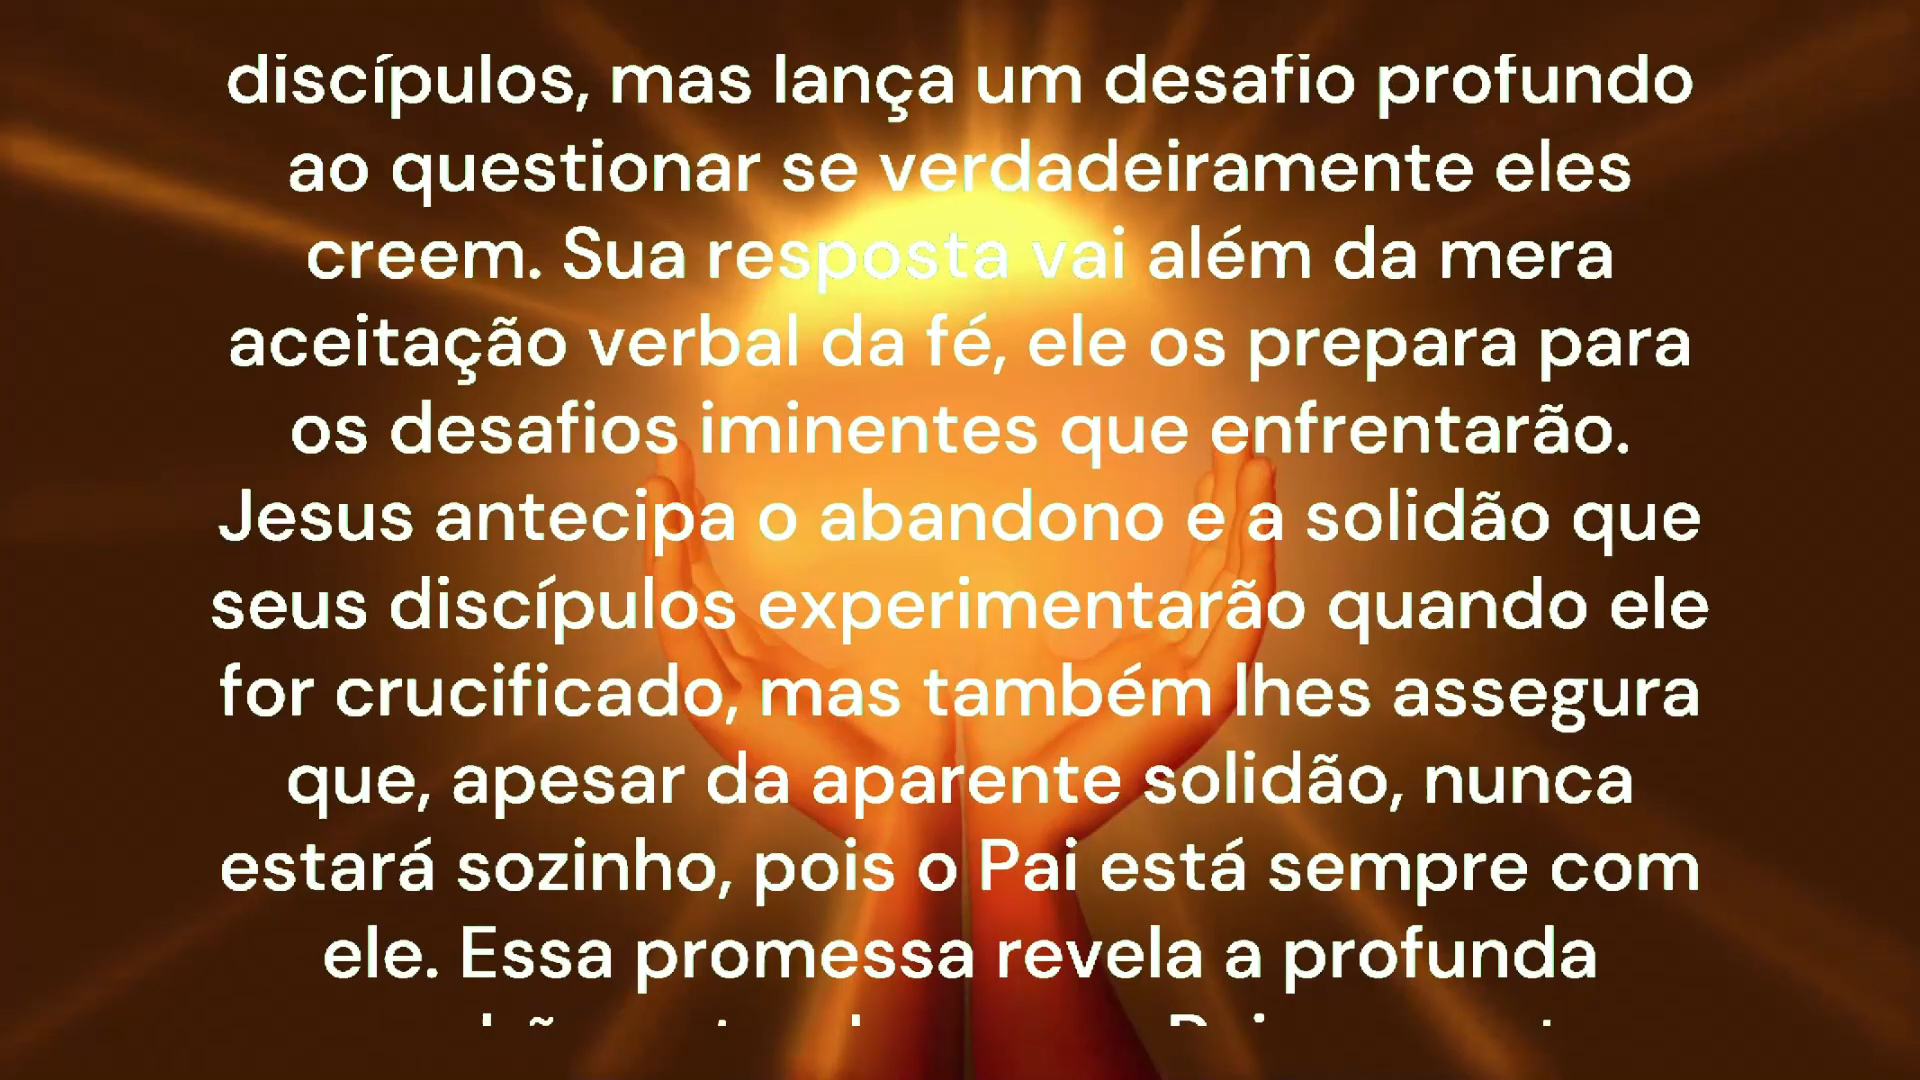 discípulos, mas lança um desafio profundo
ao questionar se verdadeiramente eles
creem. Sua resposta vai além da mera
aceitação verbal da fé, ele os prepara para
os desafios iminentes que enfrentarão.
Jesus antecipa o abandono e a solidão que
seus discípulos experimentarão quando ele
for crucificado, mas também lhes assegura
que, apesar da aparente solidão, nunca
estará sozinho, pois o Pai está sempre com
ele. Essa promessa revela a profunda